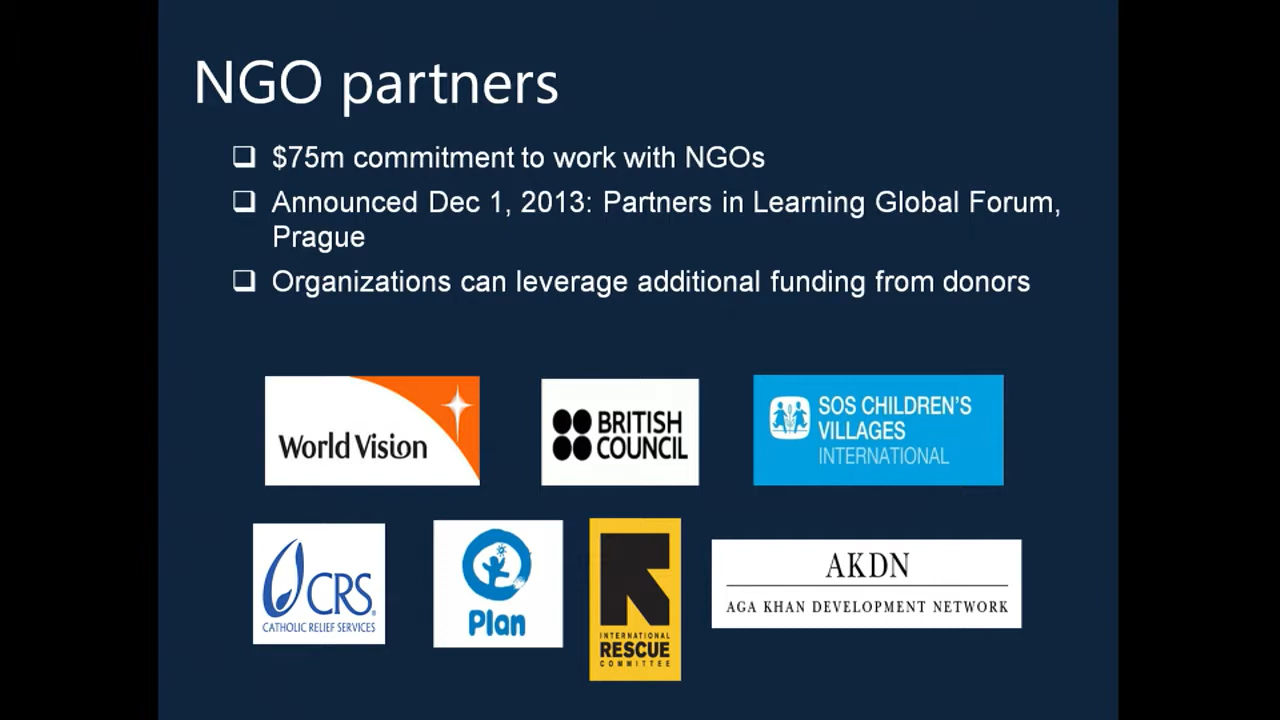 NGO partners
❑ $75m commitment to work with NGOs
❑ Announced Dec 1, 2013: Partners in Learning Global Forum,
Prague
❑ Organizations can leverage additional funding from donors
World Vision
BRITISH
COUNCIL
SOS CHILDREN'S
VILLAGES
INTERNATIONAL
CRS®
CATHOLIC RELIEF SERVICES
Plan
INTERNATIONAL
RESCUE
COMMITTEE
AKDN
AGA KHAN DEVELOPMENT NETWORK